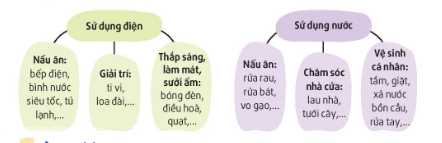 Sử dụng điện
Nấu ăn:
bếp điện,
bình nước
siêu tốc, tủ
lạnh,...
Giải trí:
ti vi,
loa đài,...
Thắp sáng,
làm mát,
sưởi ấm:
bóng đèn,
điều hoà,
quạt,...
Sử dụng nước
Nấu ăn:
rửa rau,
rửa bát,
vo gạo,...
Chăm sóc
nhà cửa:
lau nhà,
tưới cây,...
Vệ sinh
cá nhân:
tắm, giặt,
xả nước
bồn cầu,
rửa tay,...